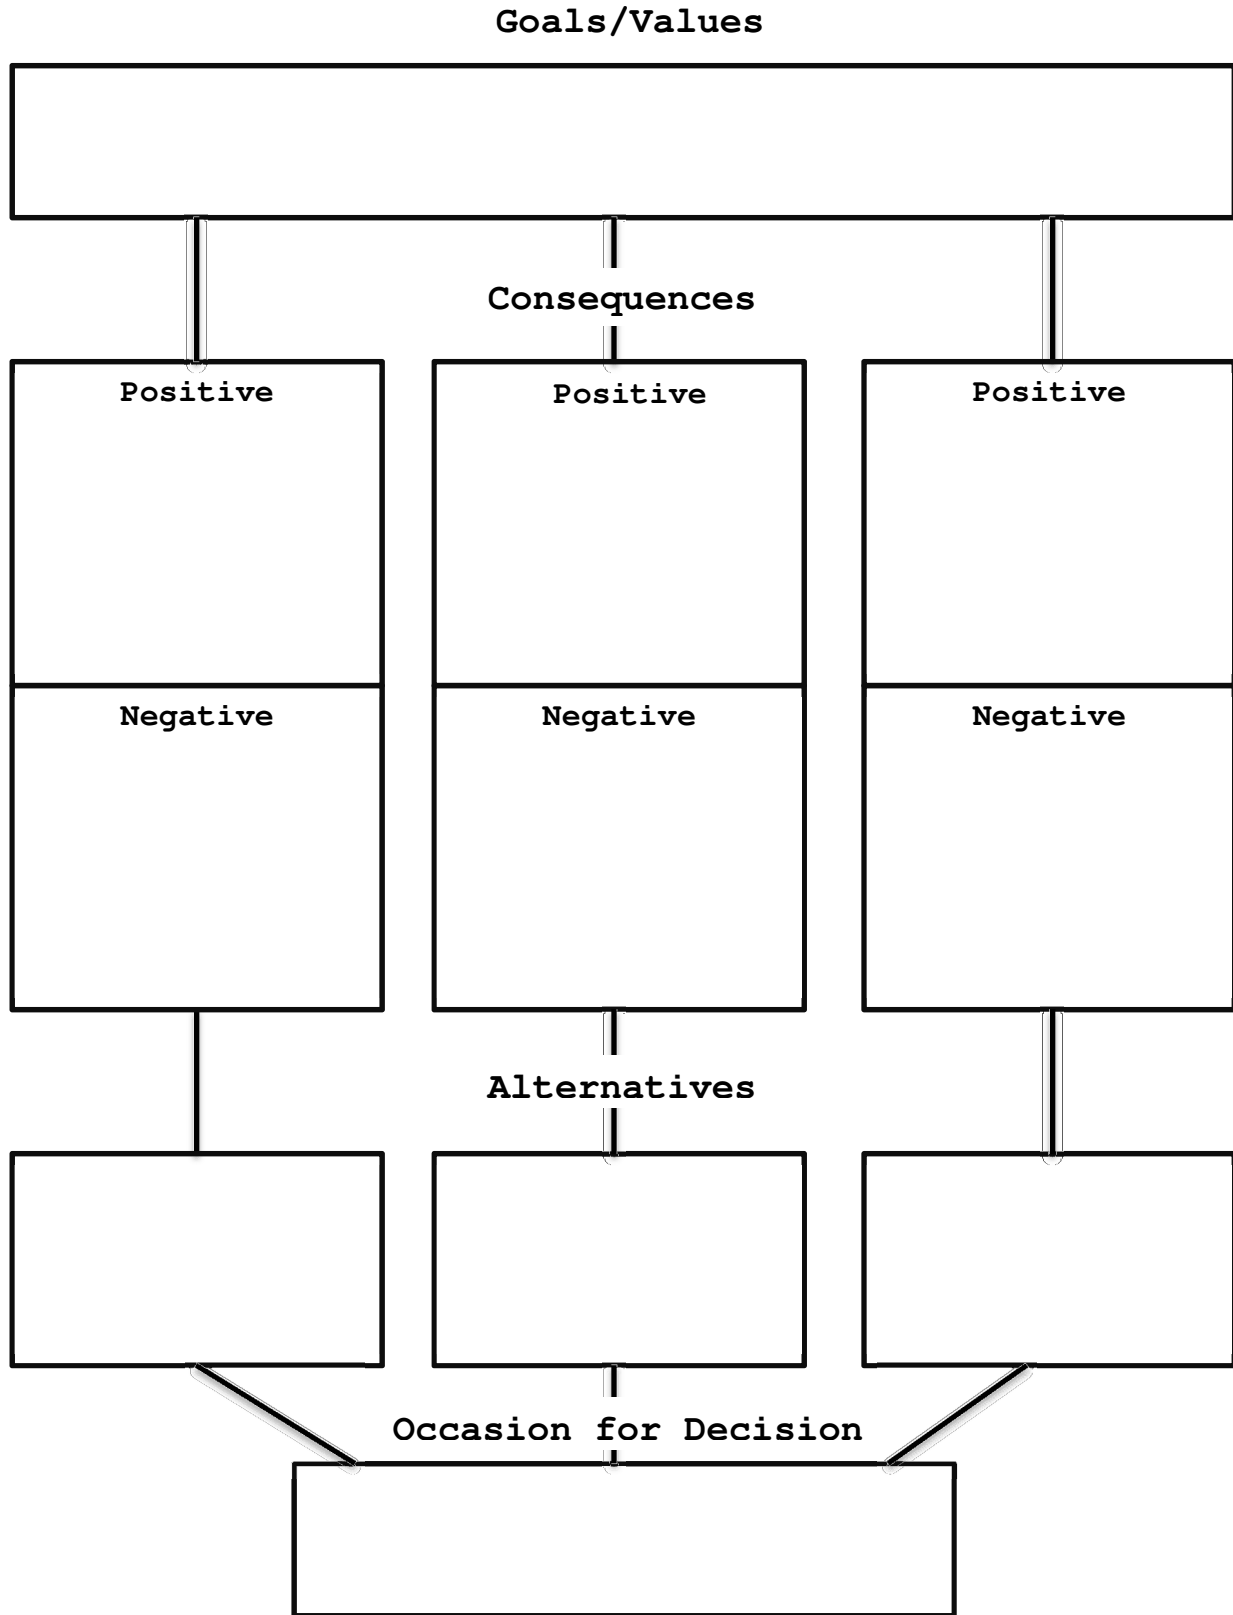 Goals/Values
Consequences
Positive
Positive
Positive
Negative
Negative
Negative
Alternatives
Occasion for Decision